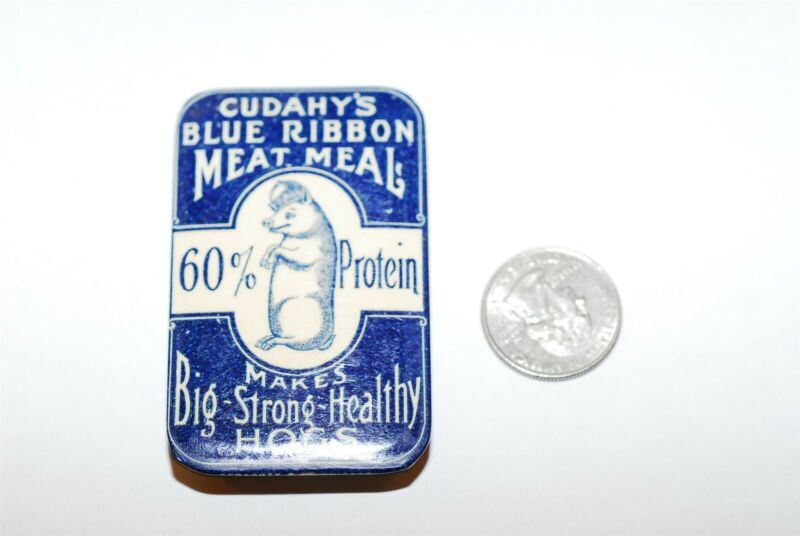 CUDAHY'S
BLUE RIBBON
MEAT MEAL
60% Protein
MAKES
Big-Strong-Healthy
HOGS